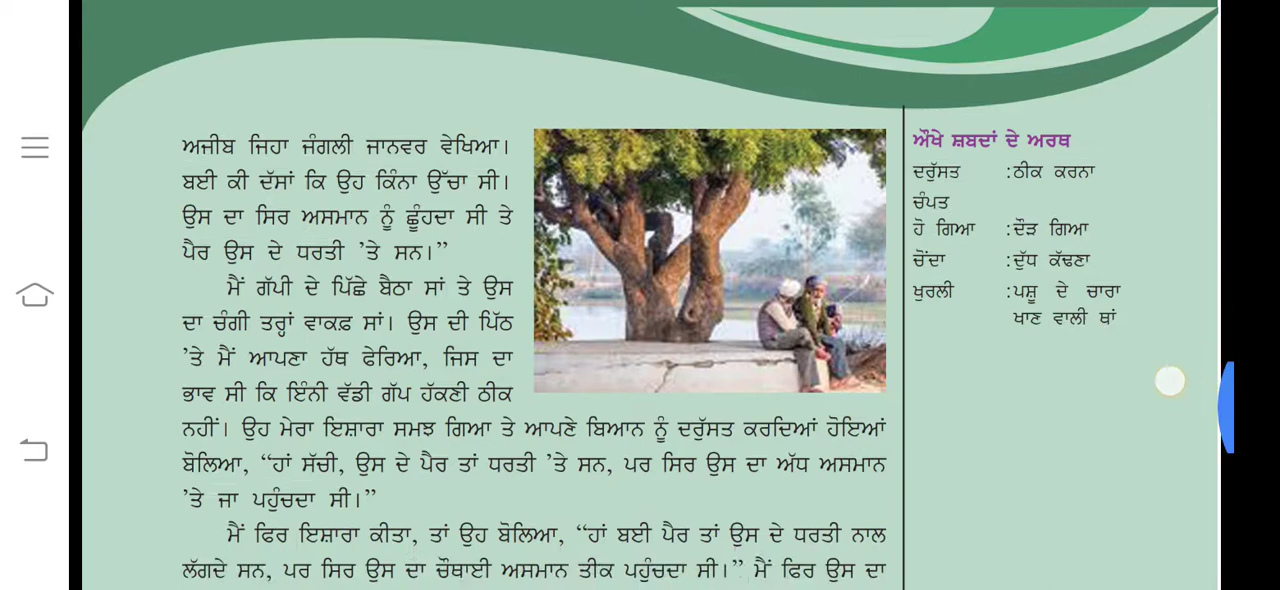 ਅਜੀਬ ਜਿਹਾ ਜੰਗਲੀ ਜਾਨਵਰ ਵੇਖਿਆ।
ਬਈ ਕੀ ਦੱਸਾਂ ਕਿ ਉਹ ਕਿੰਨਾ ਉੱਚਾ ਸੀ।
ਉਸ ਦਾ ਸਿਰ ਅਸਮਾਨ ਨੂੰ ਛੂੰਹਦਾ ਸੀ ਤੇ
ਪੈਰ ਉਸ ਦੇ ਧਰਤੀ ’ਤੇ ਸਨ।”
ਮੈਂ ਗੱਪੀ ਦੇ ਪਿੱਛੇ ਬੈਠਾ ਸਾਂ ਤੇ ਉਸ
ਦਾ ਚੰਗੀ ਤਰ੍ਹਾਂ ਵਾਕਫ਼ ਸਾਂ। ਉਸ ਦੀ ਪਿੱਠ
’ਤੇ ਮੈਂ ਆਪਣਾ ਹੱਥ ਫੇਰਿਆ, ਜਿਸ ਦਾ
ਭਾਵ ਸੀ ਕਿ ਇੰਨੀ ਵੱਡੀ ਗੱਪ ਹੱਕਣੀ ਠੀਕ
ਨਹੀਂ। ਉਹ ਮੇਰਾ ਇਸ਼ਾਰਾ ਸਮਝ ਗਿਆ ਤੇ ਆਪਣੇ ਬਿਆਨ ਨੂੰ ਦਰੁੱਸਤ ਕਰਦਿਆਂ ਹੋਇਆਂ
ਬੋਲਿਆ, “ਹਾਂ ਸੱਚੀ, ਉਸ ਦੇ ਪੈਰ ਤਾਂ ਧਰਤੀ ’ਤੇ ਸਨ, ਪਰ ਸਿਰ ਉਸ ਦਾ ਅੱਧ ਅਸਮਾਨ
’ਤੇ ਜਾ ਪਹੁੰਚਦਾ ਸੀ।”
ਮੈਂ ਫਿਰ ਇਸ਼ਾਰਾ ਕੀਤਾ, ਤਾਂ ਉਹ ਬੋਲਿਆ, “ਹਾਂ ਬਈ ਪੈਰ ਤਾਂ ਉਸ ਦੇ ਧਰਤੀ ਨਾਲ
ਲੱਗਦੇ ਸਨ, ਪਰ ਸਿਰ ਉਸ ਦਾ ਚੌਥਾਈ ਅਸਮਾਨ ਤੀਕ ਪਹੁੰਚਦਾ ਸੀ।” ਮੈਂ ਫਿਰ ਉਸ ਦਾ
ਔਖੇ ਸ਼ਬਦਾਂ ਦੇ ਅਰਥ
ਦਰੁੱਸਤ :ਠੀਕ ਕਰਨਾ
ਚੰਪਤ
ਹੋ ਗਿਆ :ਦੌੜ ਗਿਆ
ਚੋਂਦਾ :ਦੁੱਧ ਕੱਢਣਾ
ਖੁਰਲੀ :ਪਸ਼ੂ ਦੇ ਚਾਰਾ
ਖਾਣ ਵਾਲੀ ਥਾਂ